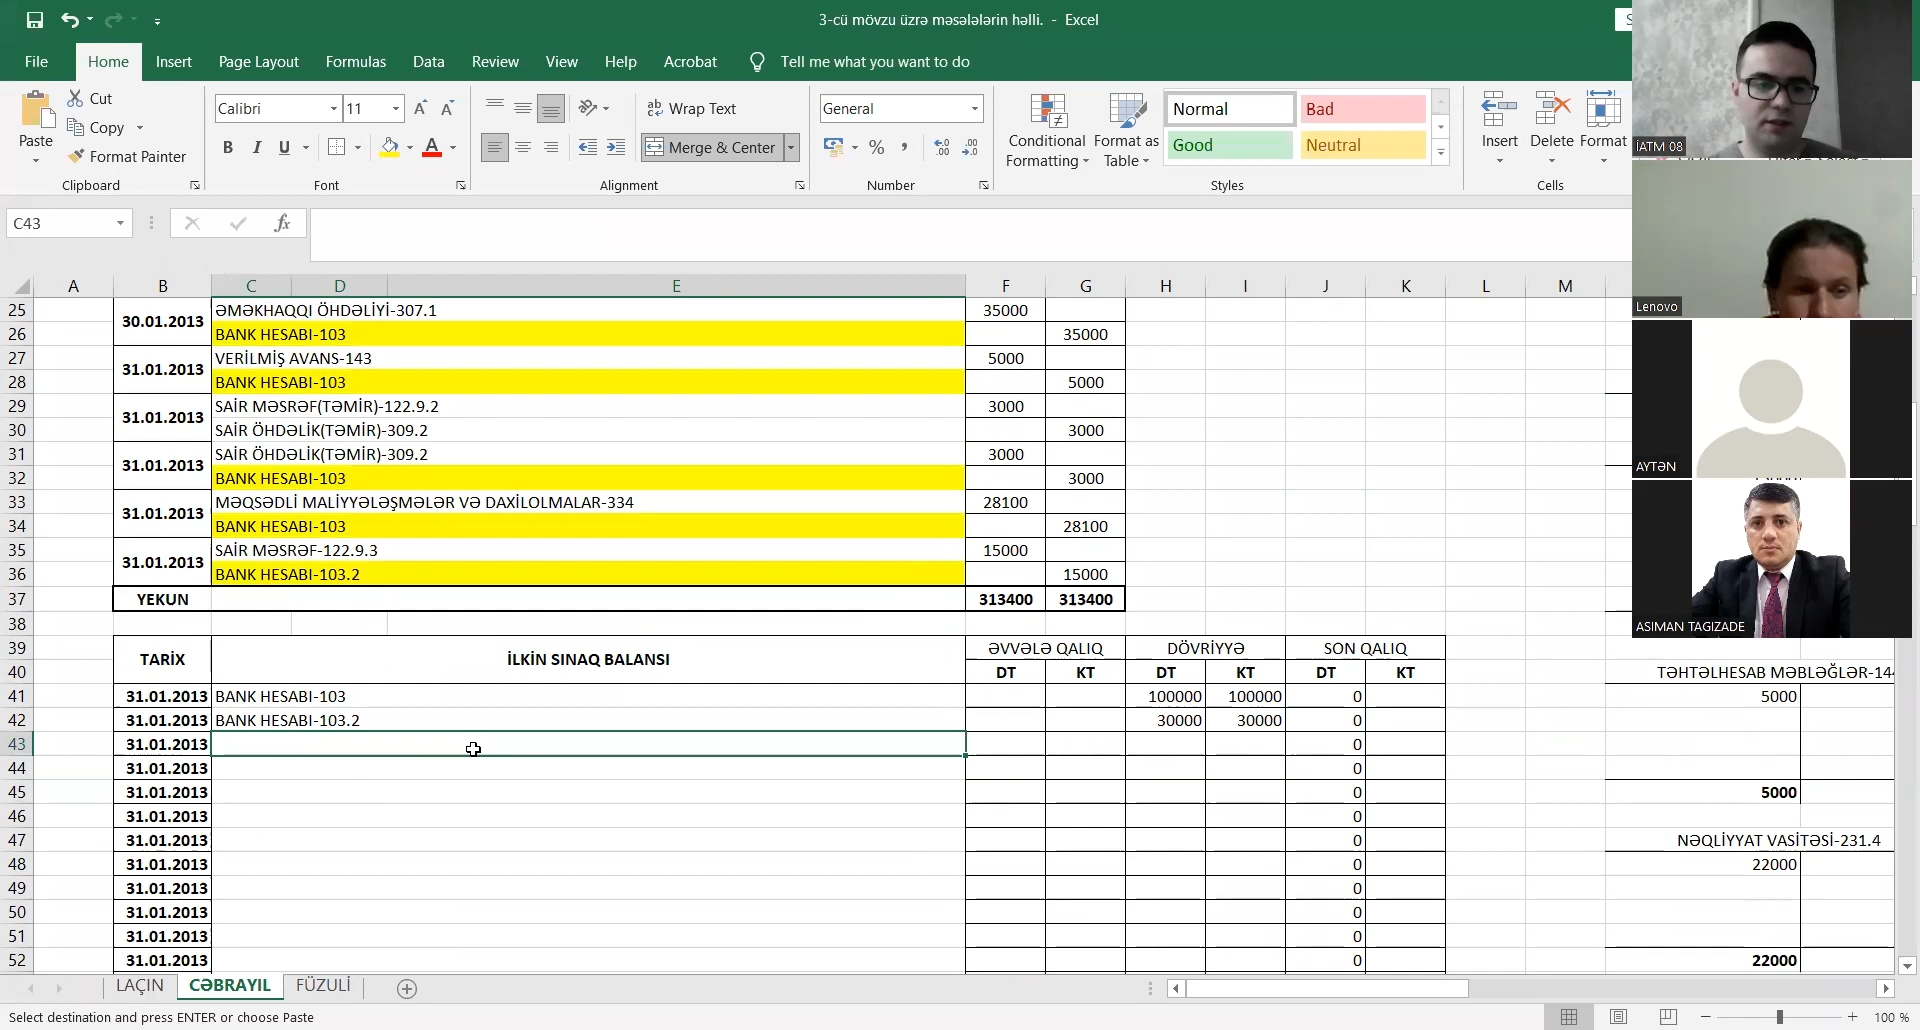 3-cü mövzu üzrə məsələlərin həlli. - Excel
File Home Insert Page Layout Formulas Data Review View Help Acrobat Tell me what you want to do
Paste
Cut
Copy
Format Painter
Clipboard
Calibri 11
B I U
Font
Wrap Text
Merge & Center
Alignment
General
Number
Conditional Formatting
Format as Table
Normal Bad
Good Neutral
Styles
Insert Delete Format
Cells
İATM 08
Lenovo
AYTƏN
ASIMAN TAGIZADE
C43 fx
A B C D E F G H I J K L M
25 30.01.2013 ƏMƏKHAQQI ÖHDƏLİYİ-307.1 35000
26 BANK HESABI-103 35000
27 31.01.2013 VERİLMİŞ AVANS-143 5000
28 BANK HESABI-103 5000
29 31.01.2013 SAİR MƏSRƏF(TƏMİR)-122.9.2 3000
30 SAİR ÖHDƏLİK(TƏMİR)-309.2 3000
31 31.01.2013 SAİR ÖHDƏLİK(TƏMİR)-309.2 3000
32 BANK HESABI-103 3000
33 31.01.2013 MƏQSƏDLİ MALİYYƏLƏŞMƏLƏR VƏ DAXİLOLMALAR-334 28100
34 BANK HESABI-103 28100
35 31.01.2013 SAİR MƏSRƏF-122.9.3 15000
36 BANK HESABI-103.2 15000
37 YEKUN 313400 313400
38
39 TARİX İLKİN SINAQ BALANSI ƏVVƏLƏ QALIQ DÖVRİYYƏ SON QALIQ
40 DT KT DT KT DT KT TƏHTƏLHESAB MƏBLƏĞLƏR-144
41 31.01.2013 BANK HESABI-103 100000 100000 0 5000
42 31.01.2013 BANK HESABI-103.2 30000 30000 0
43 31.01.2013 0
44 31.01.2013 0
45 31.01.2013 0 5000
46 31.01.2013 0
47 31.01.2013 0 NƏQLİYYAT VASİTƏSİ-231.4
48 31.01.2013 0 22000
49 31.01.2013 0
50 31.01.2013 0
51 31.01.2013 0
52 31.01.2013 0 22000
LAÇIN CƏBRAYIL FÜZULİ
Select destination and press ENTER or choose Paste
100 %